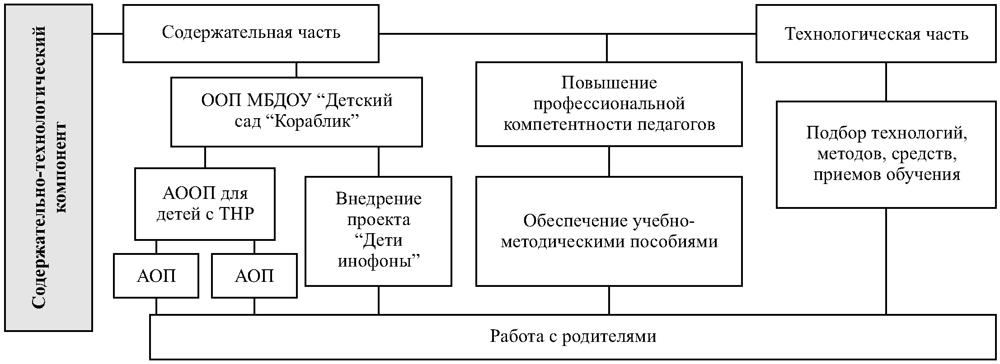 Содержательно-технологический
компонент
Содержательная часть
Технологическая часть
ООП МБДОУ “Детский
сад “Кораблик”
Повышение
профессиональной
компетентности педагогов
Подбор технологий,
методов, средств,
приемов обучения
АООП для
детей с ТНР
Внедрение
проекта
“Дети
инофоны”
Обеспечение учебно-
методическими пособиями
АОП
АОП
Работа с родителями